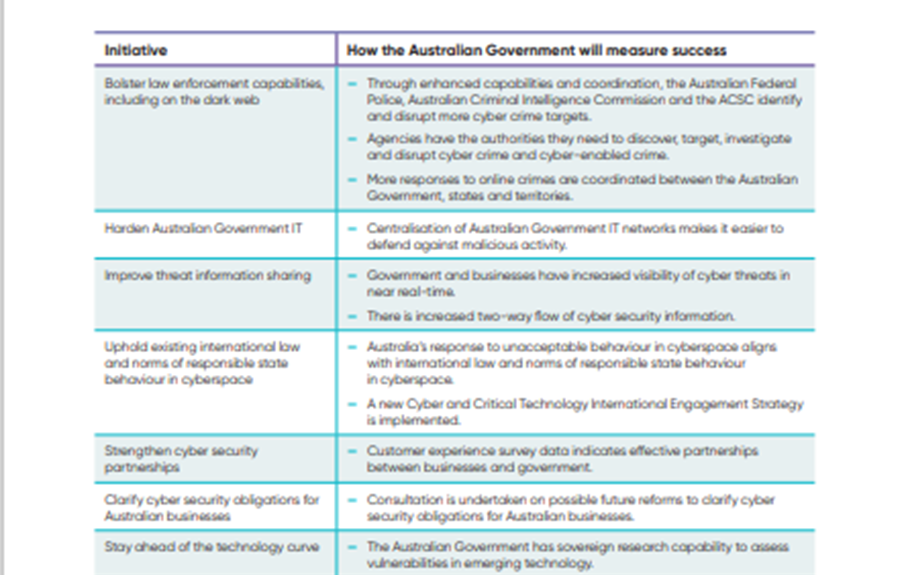 Initiative
How the Australian Government will measure success
Bolster law enforcement capabilities,
including on the dark web
– Through enhanced capabilities and coordination, the Australian Federal
Police, Australian Criminal Intelligence Commission and the ACSC identify
and disrupt more cyber crime targets.
– Agencies have the authorities they need to discover, target, investigate
and disrupt cyber crime and cyber-enabled crime.
– More responses to online crimes are coordinated between the Australian
Government, states and territories.
Harden Australian Government IT
– Centralisation of Australian Government IT networks makes it easier to
defend against malicious activity.
Improve threat information sharing
– Government and businesses have increased visibility of cyber threats in
near real-time.
– There is increased two-way flow of cyber security information.
Uphold existing international law
and norms of responsible state
behaviour in cyberspace
– Australia's response to unacceptable behaviour in cyberspace aligns
with international law and norms of responsible state behaviour
in cyberspace.
– A new Cyber and Critical Technology International Engagement Strategy
is implemented.
Strengthen cyber security
partnerships
– Customer experience survey data indicates effective partnerships
between businesses and government.
Clarify cyber security obligations for
Australian businesses
– Consultation is undertaken on possible future reforms to clarify cyber
security obligations for Australian businesses.
Stay ahead of the technology curve
– The Australian Government has sovereign research capability to assess
vulnerabilities in emerging technology.